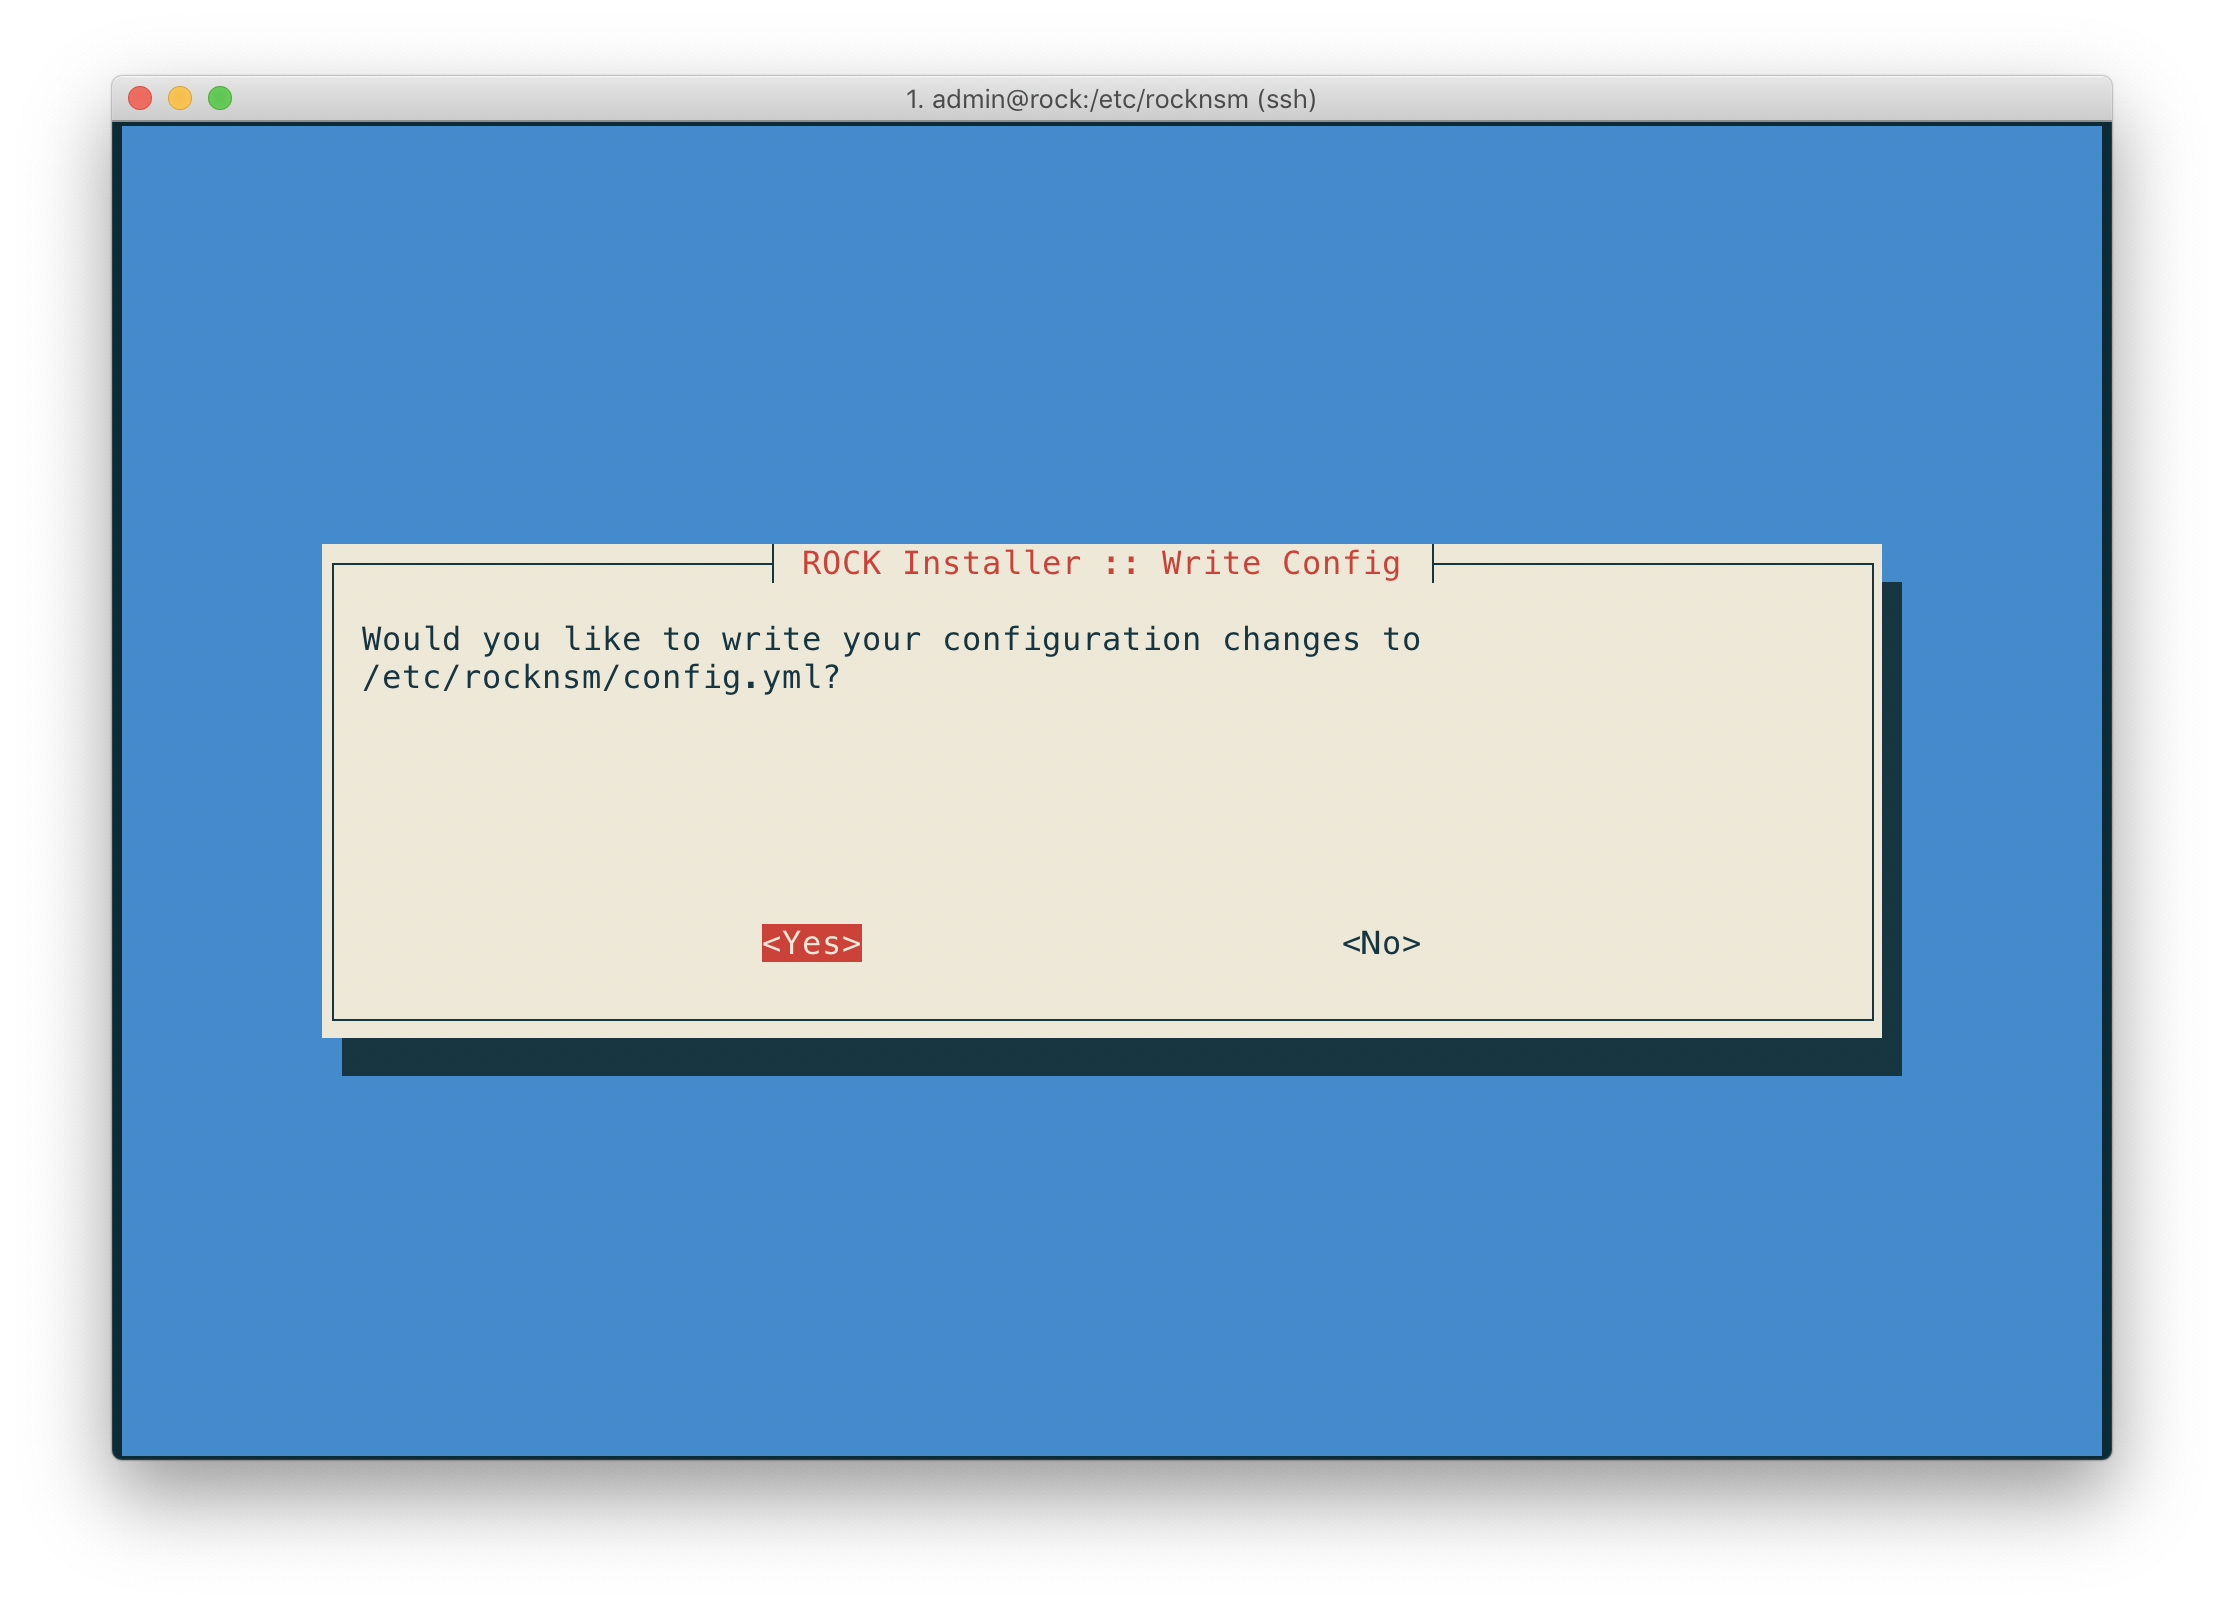 1. admin@rock:/etc/rocknsm (ssh)
ROCK Installer :: Write Config
Would you like to write your configuration changes to
/etc/rocknsm/config.yml?
<Yes> <No>